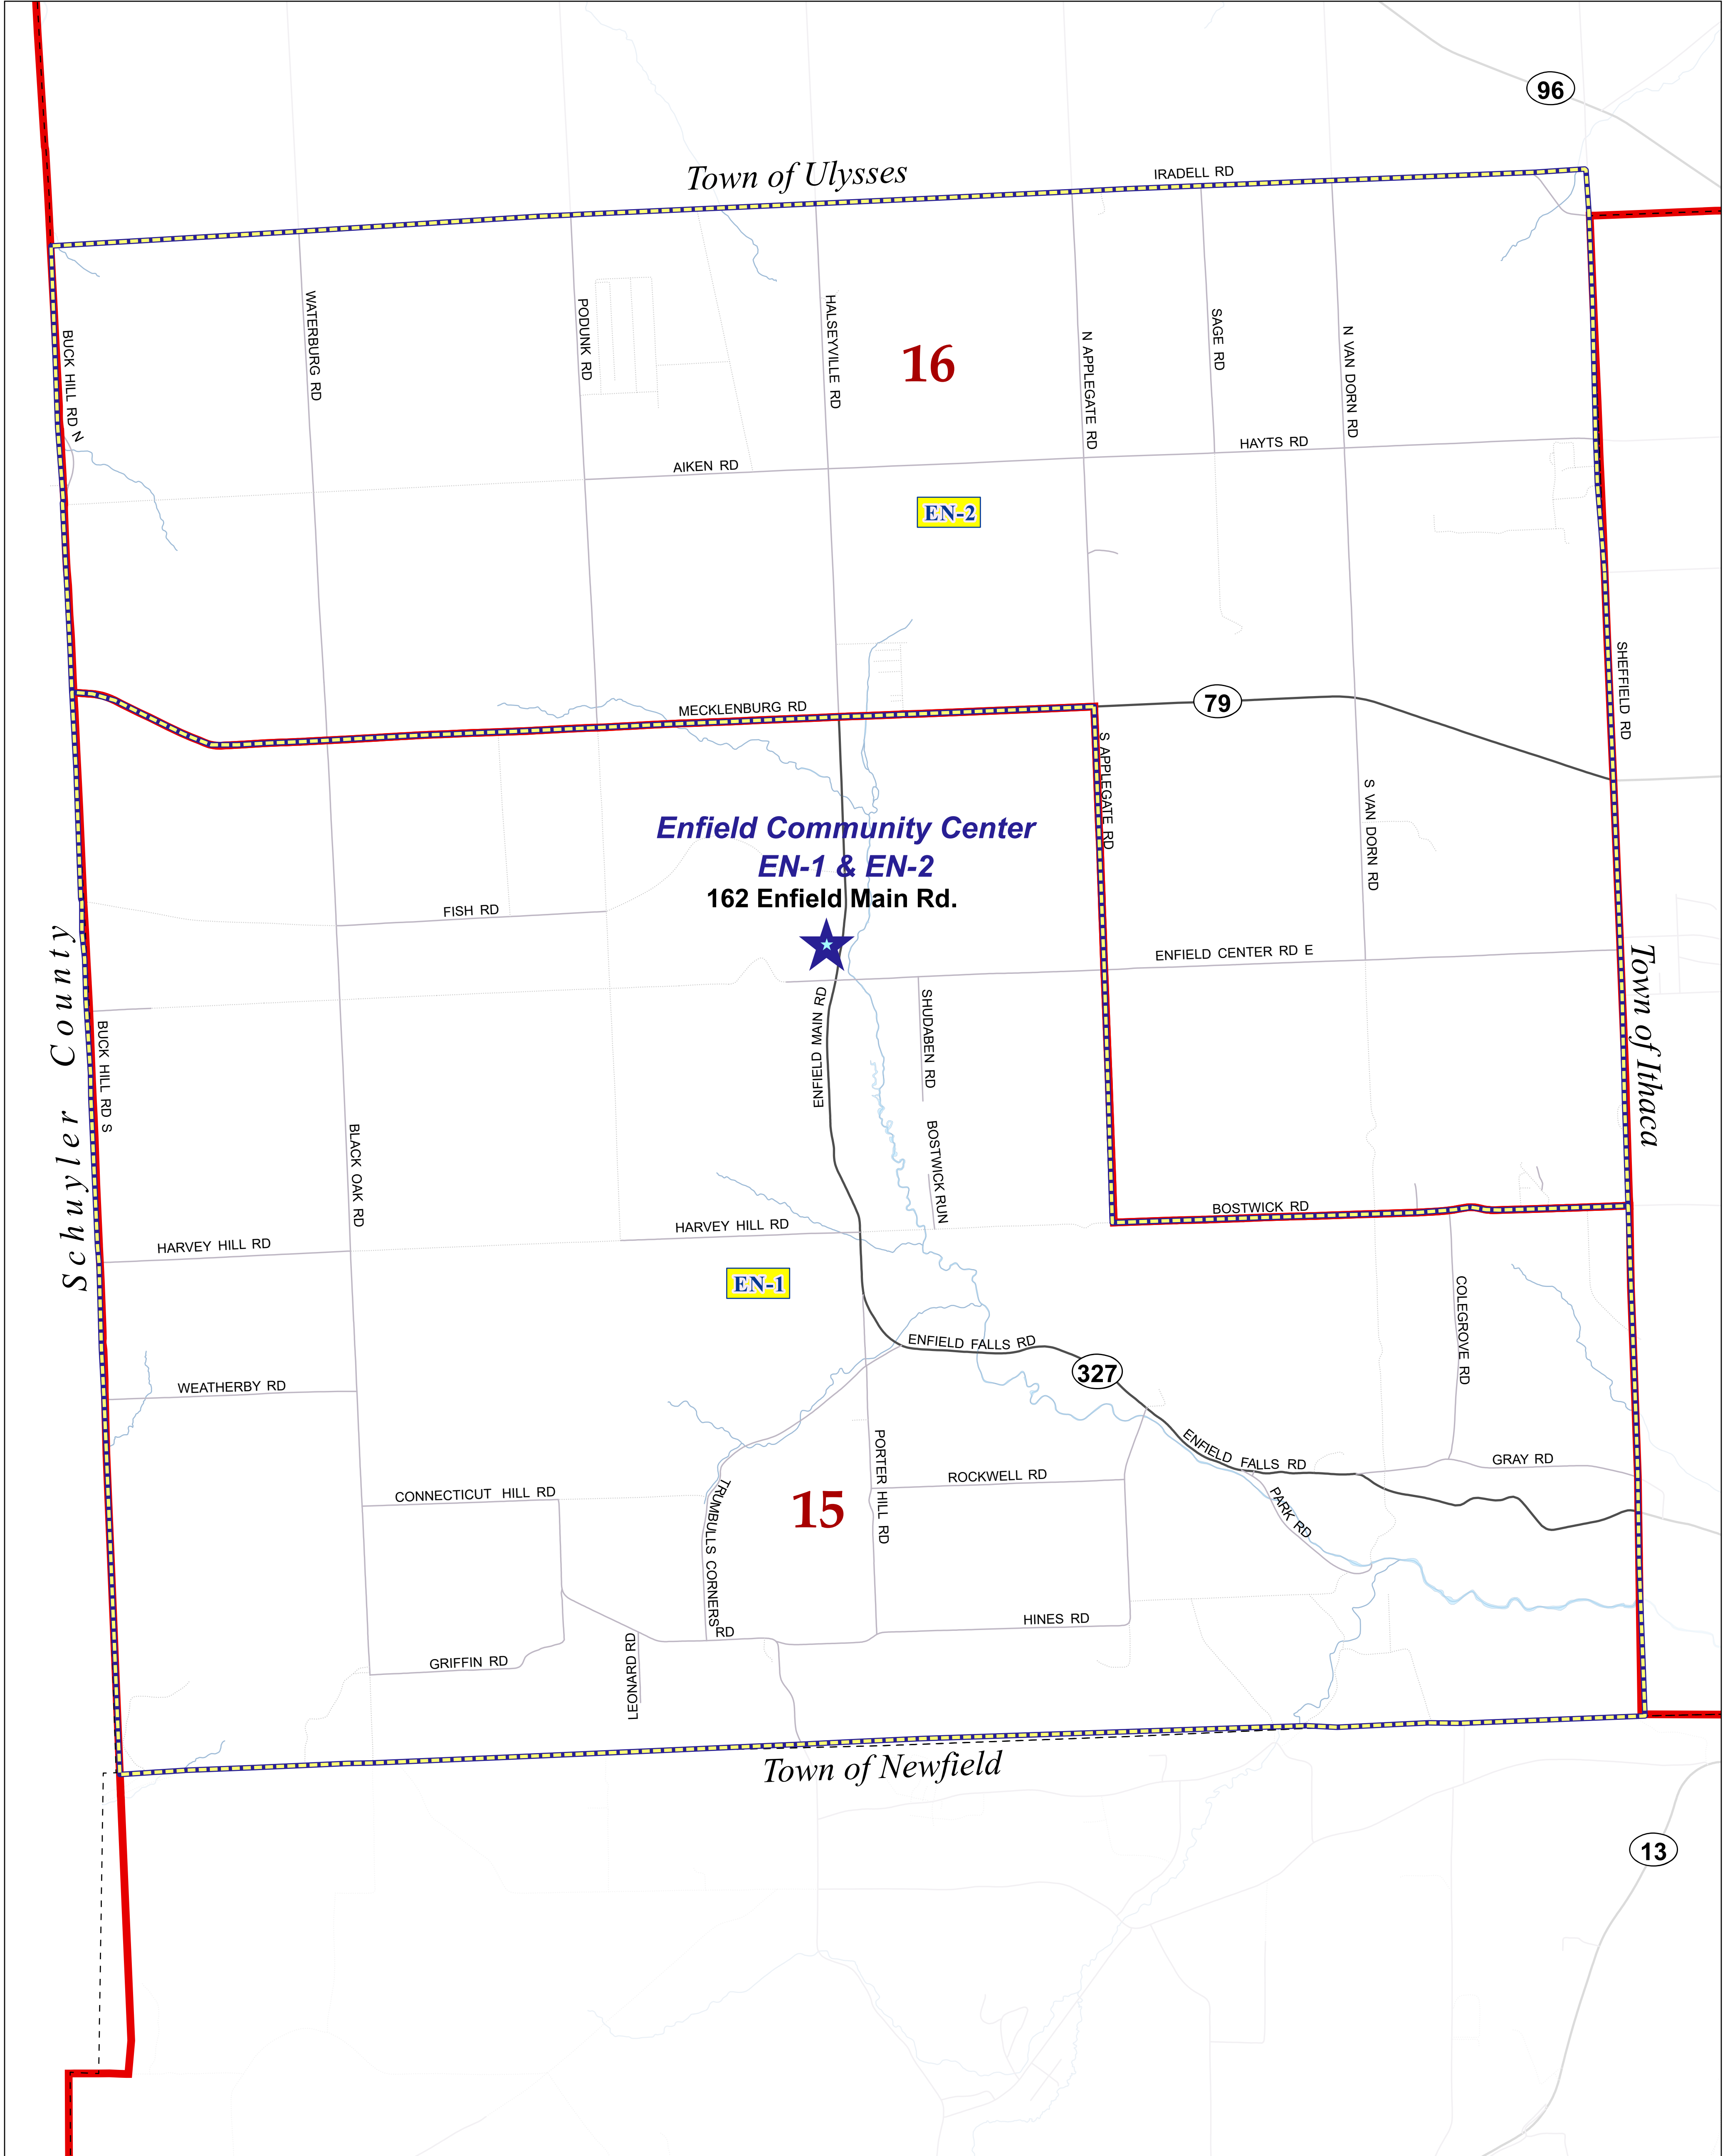 96
Town of Ulysses
IRADELL RD
BUCK HILL RD N
WATERBURG RD
PODUNK RD
HALSEYVILLE RD
16
N APPLEGATE RD
SAGE RD
N VAN DORN RD
HAYTS RD
AIKEN RD
EN-2
SHEFFIELD RD
MECKLENBURG RD
79
S APPLEGATE RD
S VAN DORN RD
Enfield Community Center
EN-1 & EN-2
162 Enfield Main Rd.
FISH RD
ENFIELD CENTER RD E
Schuyler County
Town of Ithaca
BUCK HILL RD S
ENFIELD MAIN RD
SHUDABEN RD
BLACK OAK RD
BOSTWICK RUN
BOSTWICK RD
HARVEY HILL RD
HARVEY HILL RD
EN-1
COLEGROVE RD
ENFIELD FALLS RD
327
WEATHERBY RD
PORTER HILL RD
ENFIELD FALLS RD
GRAY RD
ROCKWELL RD
CONNECTICUT HILL RD
TRUMBULLS CORNERS RD
15
PARK RD
HINES RD
LEONARD RD
GRIFFIN RD
Town of Newfield
13